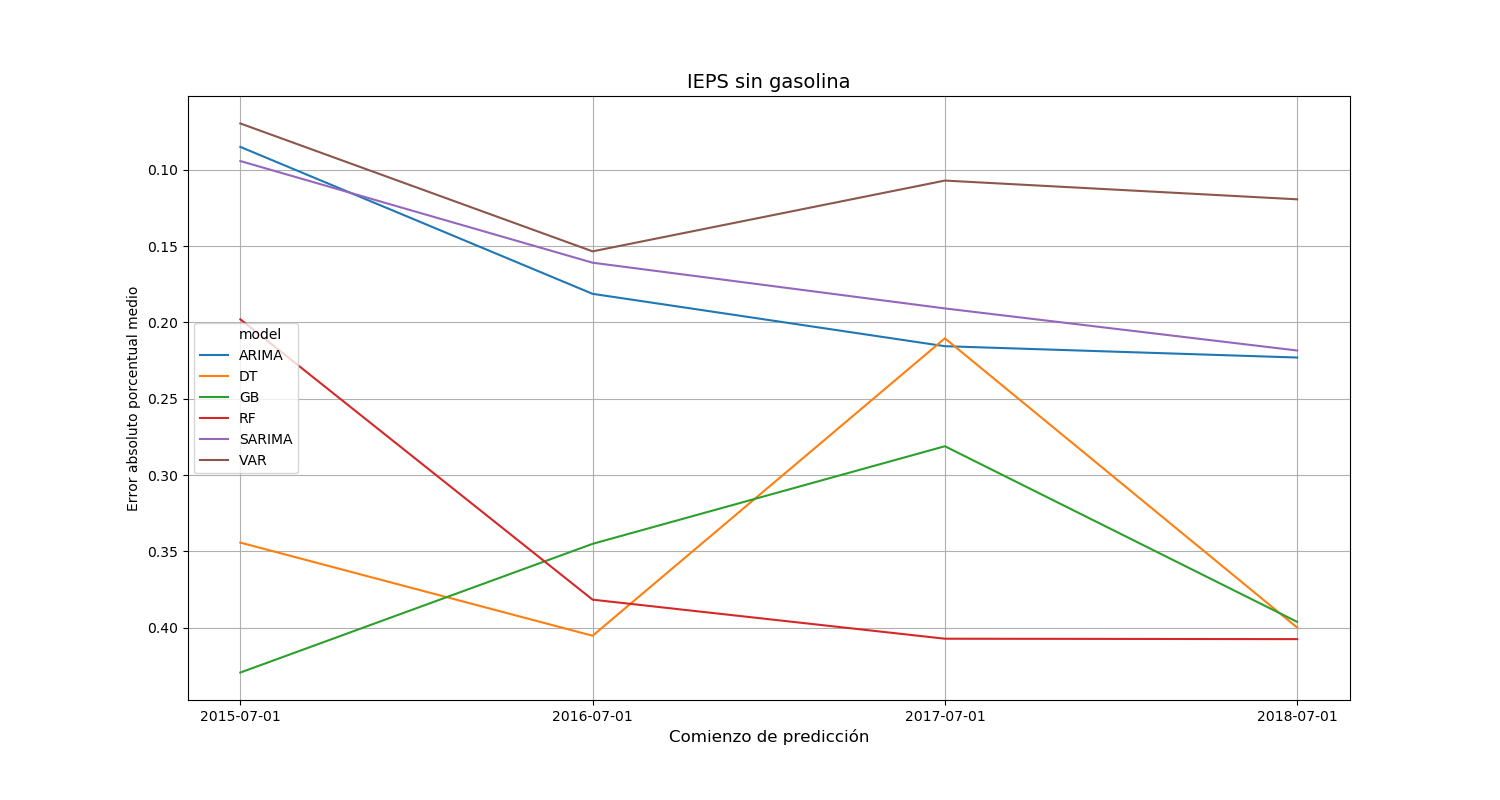 IEPS sin gasolina
Error absoluto porcentual medio
0.10
0.15
0.20
0.25
0.30
0.35
0.40
model
ARIMA
DT
GB
RF
SARIMA
VAR
2015-07-01
2016-07-01
2017-07-01
2018-07-01
Comienzo de predicción